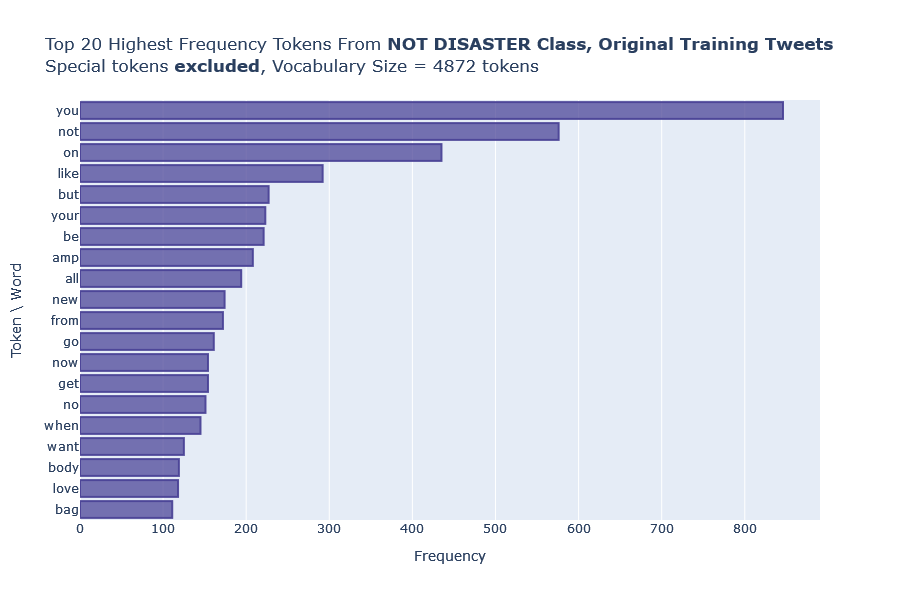 Top 20 Highest Frequency Tokens From NOT DISASTER Class, Original Training Tweets
Special tokens excluded, Vocabulary Size = 4872 tokens
Token \ Word
you
not
on
like
but
your
be
amp
all
new
from
go
now
get
no
when
want
body
love
bag
0 100 200 300 400 500 600 700 800
Frequency